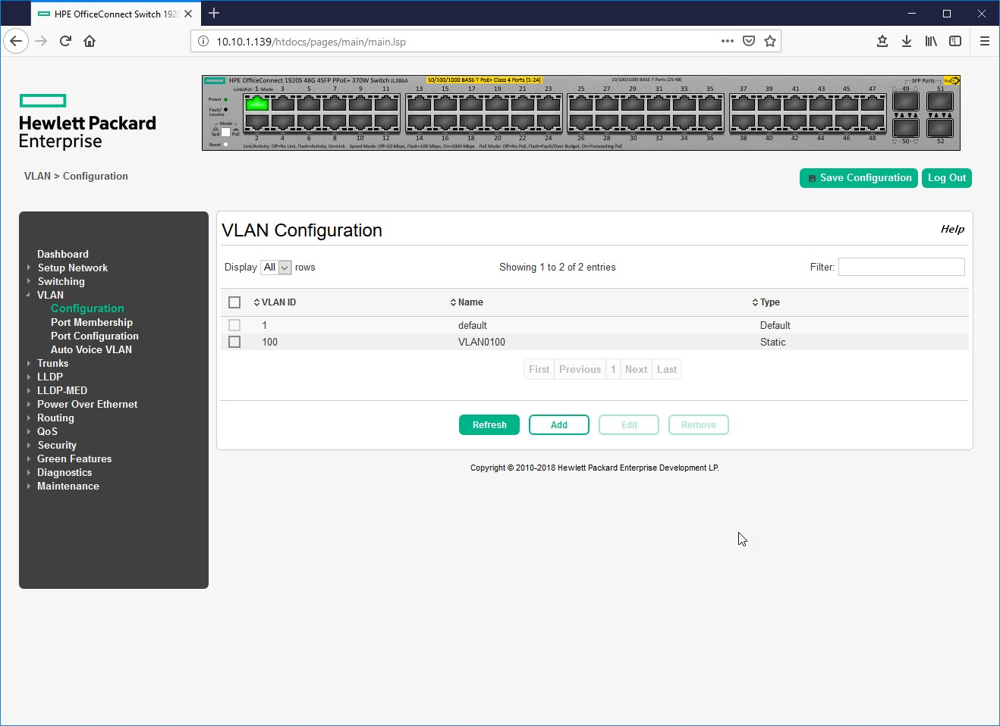 HPE OfficeConnect Switch 192
10.10.1.139/htdocs/pages/main/main.lsp
HPE OfficeConnect 1920S 48G 4SFP PPoE+ 370W Switch JL386A
10/100/1000 BASE-T PoE+ Class 4 Ports (1-24)
10/100/1000 BASE-T Ports (25-48)
SFP Ports
PoE+
Link/Act 1 Mode 3 5 7 9 11 13 15 17 19 21 23 25 27 29 31 33 35 37 39 41 43 45 47 49 51
Power
Fault/
Locator
Mode
Spd PoE
Reset
2 4 6 8 10 12 14 16 18 20 22 24 26 28 30 32 34 36 38 40 42 44 46 48 50 52
Link/Activity: Off=No Link, Flash=Activity, On=Link Speed Mode: Off=10 Mbps, Flash=100 Mbps, On=1000 Mbps PoE Mode: Off=No PoE, Flash=Fault/Over Budget, On=Forwarding PoE
Hewlett Packard
Enterprise
VLAN > Configuration
Save Configuration
Log Out
Dashboard
Setup Network
Switching
VLAN
Configuration
Port Membership
Port Configuration
Auto Voice VLAN
Trunks
LLDP
LLDP-MED
Power Over Ethernet
Routing
QoS
Security
Green Features
Diagnostics
Maintenance
VLAN Configuration
Help
Display All rows
Showing 1 to 2 of 2 entries
Filter:
VLAN ID Name Type
1 default Default
100 VLAN0100 Static
First Previous 1 Next Last
Refresh Add Edit Remove
Copyright © 2010-2018 Hewlett Packard Enterprise Development LP.